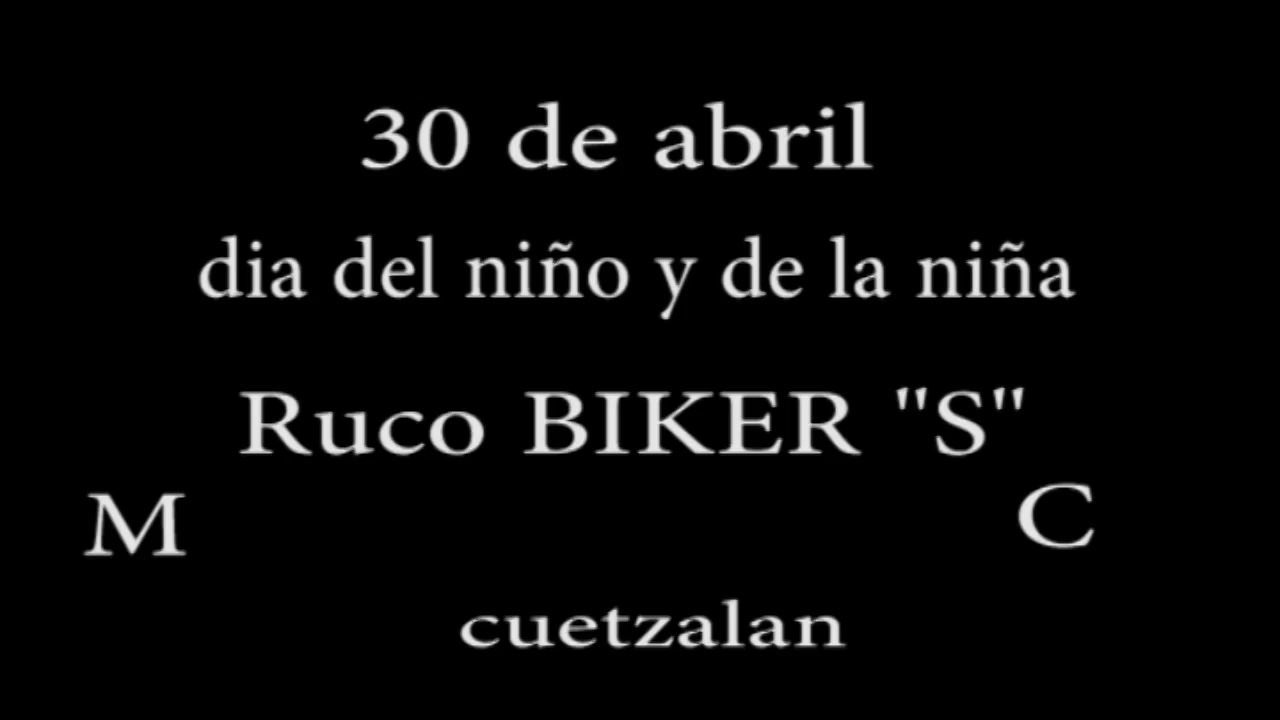 30 de abril
dia del niño y de la niña
Ruco BIKER "S"
M C
cuetzalan